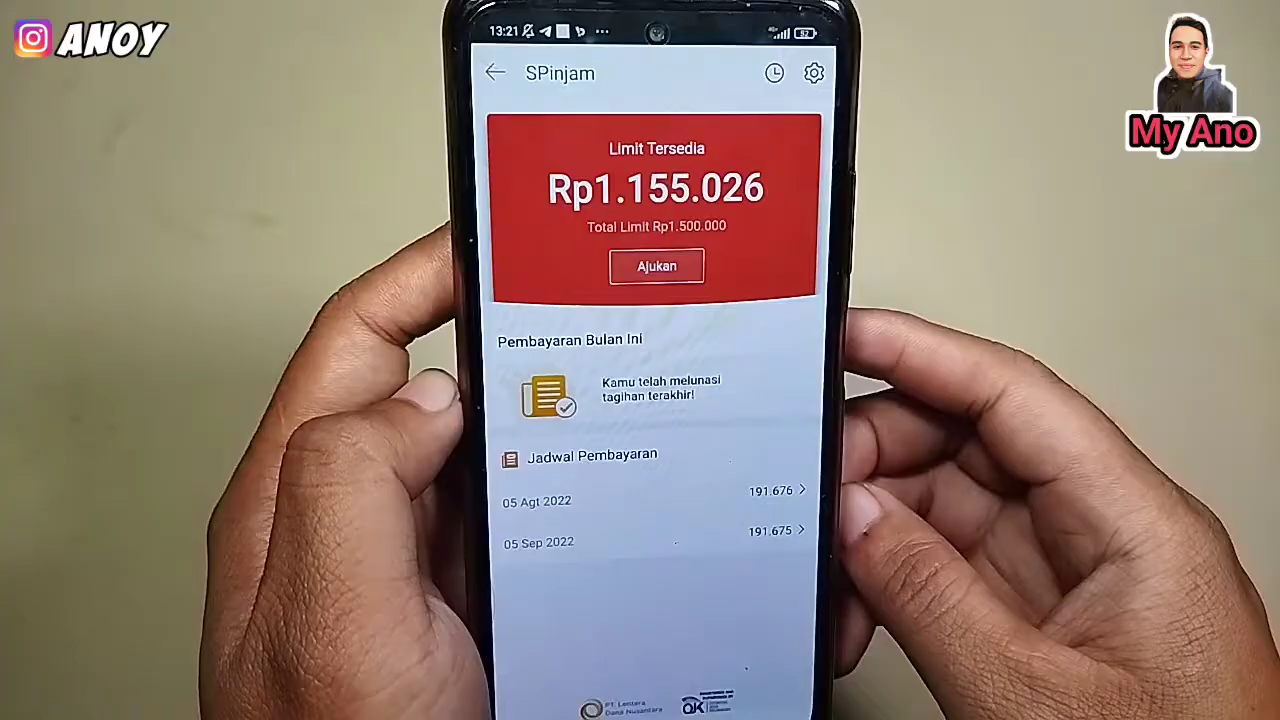 ANOY
My Ano
13:21
92
SPinjam
Limit Tersedia
Rp1.155.026
Total Limit Rp1.500.000
Ajukan
Pembayaran Bulan Ini
Kamu telah melunasi
tagihan terakhir!
Jadwal Pembayaran
05 Agt 2022
191.676
05 Sep 2022
191.675
PT. Lentera
Dana Nusantara